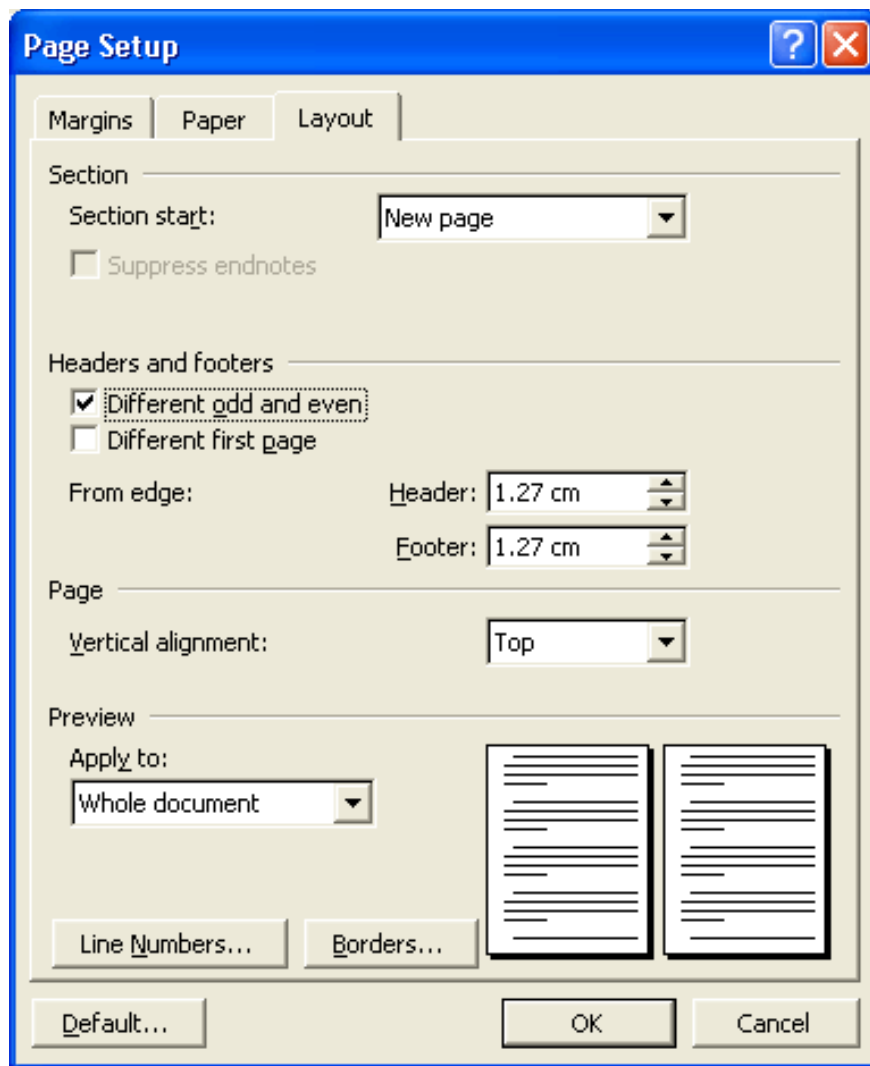 Page Setup
Margins Paper Layout
Section
Section start: New page
Suppress endnotes
Headers and footers
Different odd and even
Different first page
From edge: Header: 1.27 cm
Footer: 1.27 cm
Page
Vertical alignment: Top
Preview
Apply to:
Whole document
Line Numbers... Borders...
Default... OK Cancel